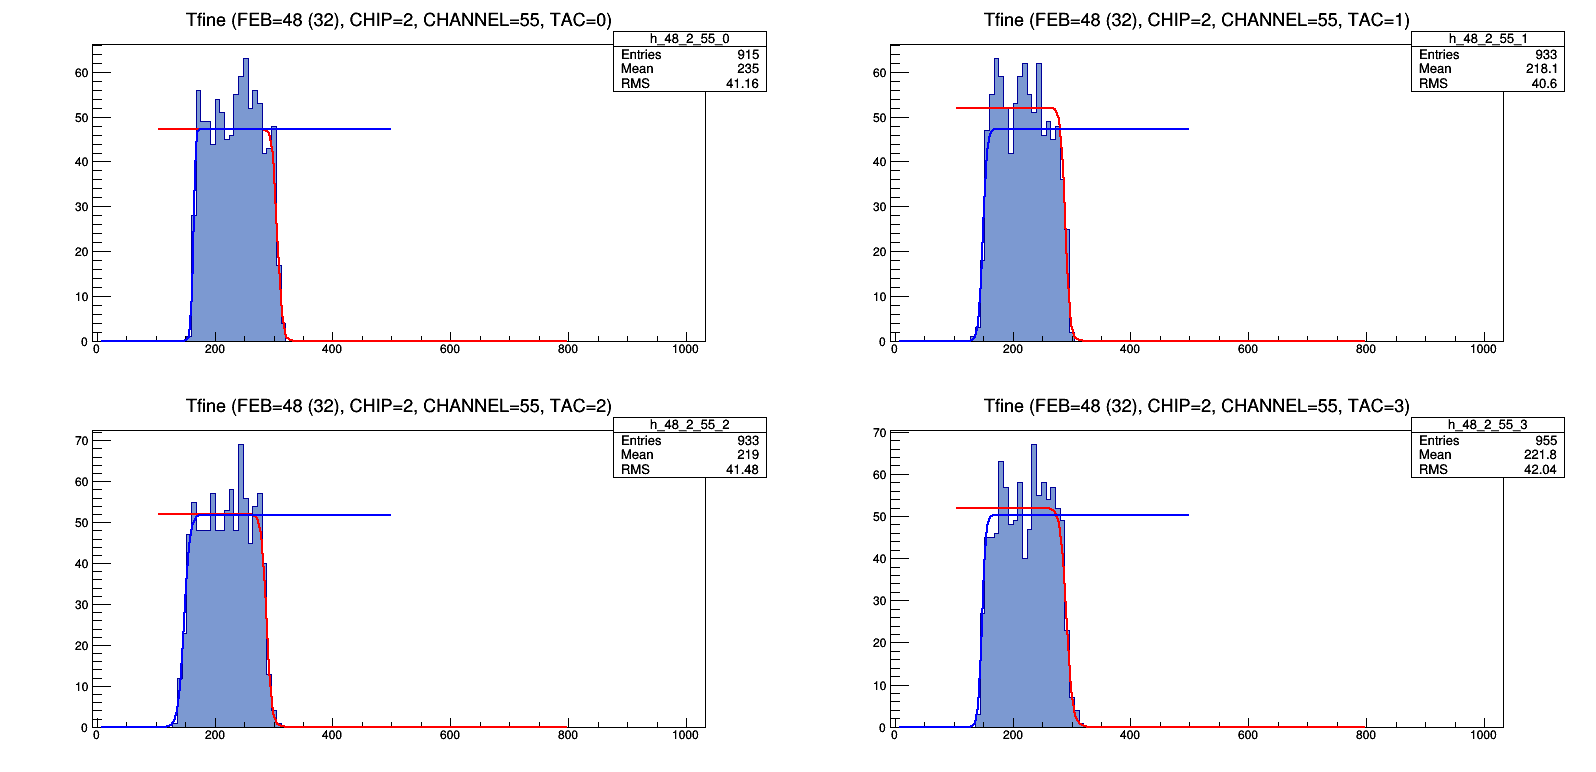 Tfine (FEB=48 (32), CHIP=2, CHANNEL=55, TAC=0)
h_48_2_55_0
Entries 915
Mean 235
RMS 41.16
60
50
40
30
20
10
0
0 200 400 600 800 1000
Tfine (FEB=48 (32), CHIP=2, CHANNEL=55, TAC=1)
h_48_2_55_1
Entries 933
Mean 218.1
RMS 40.6
60
50
40
30
20
10
0
0 200 400 600 800 1000
Tfine (FEB=48 (32), CHIP=2, CHANNEL=55, TAC=2)
h_48_2_55_2
Entries 933
Mean 219
RMS 41.48
70
60
50
40
30
20
10
0
0 200 400 600 800 1000
Tfine (FEB=48 (32), CHIP=2, CHANNEL=55, TAC=3)
h_48_2_55_3
Entries 955
Mean 221.8
RMS 42.04
70
60
50
40
30
20
10
0
0 200 400 600 800 1000